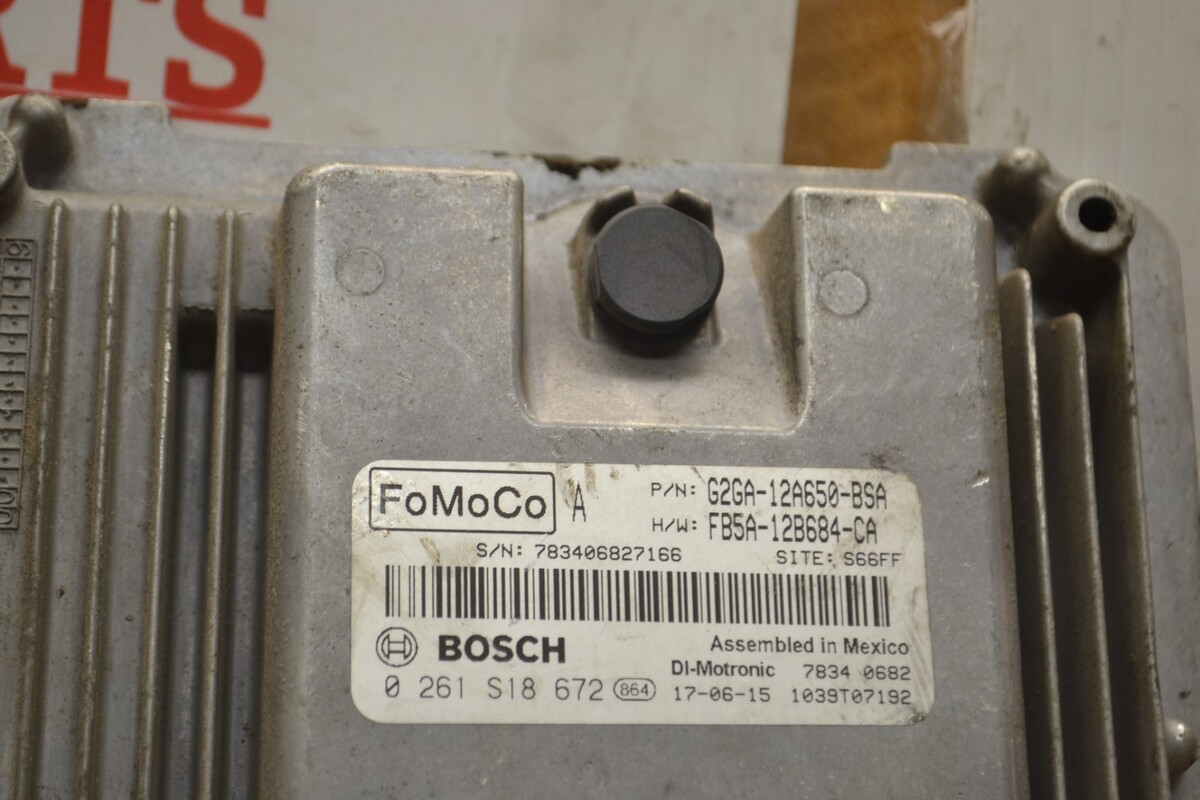 RTS
FoMoCo A P/N: G2GA-12A650-BSA
H/W: FB5A-12B684-CA
S/N: 783406827166 SITE: S66FF
BOSCH Assembled in Mexico
DI-Motronic 7834 0682
0 261 S18 672 864 17-06-15 1039T07192